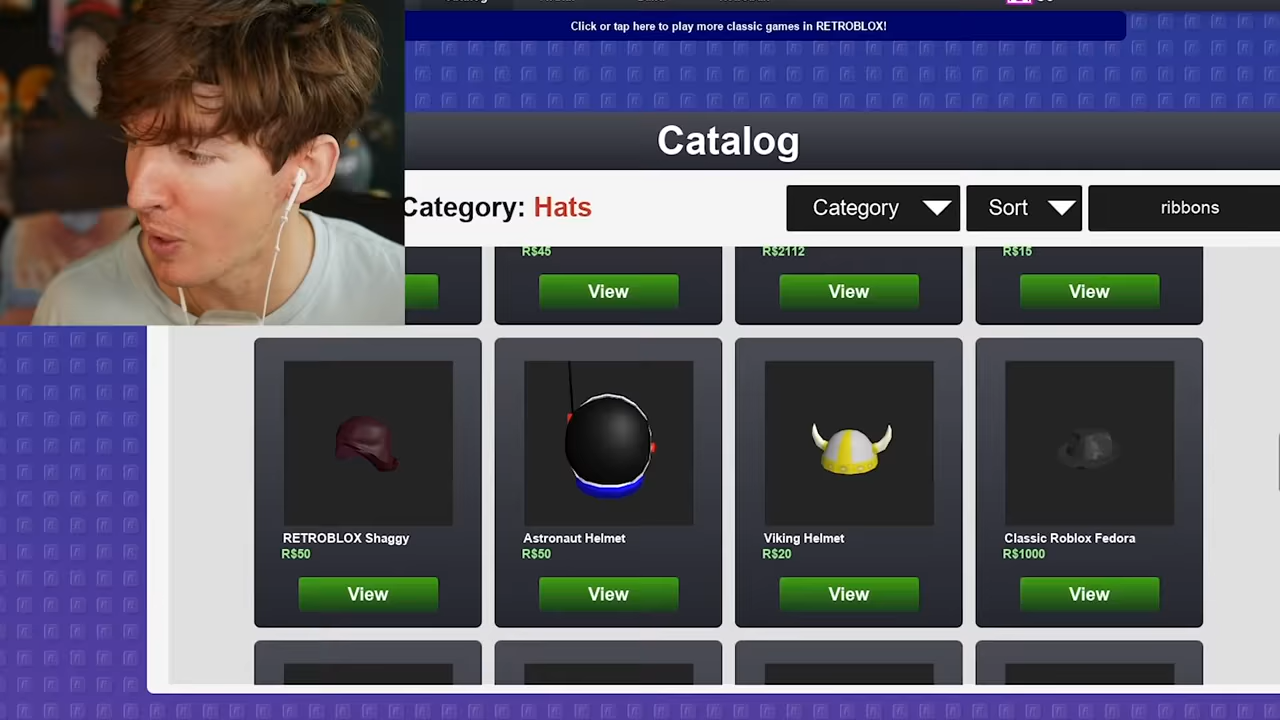 Click or tap here to play more classic games in RETROBLOX!
Catalog
Category: Hats
Category
Sort
ribbons
R$45
R$2112
R$15
View
View
View
RETROBLOX Shaggy
R$50
View
Astronaut Helmet
R$50
View
Viking Helmet
R$20
View
Classic Roblox Fedora
R$1000
View